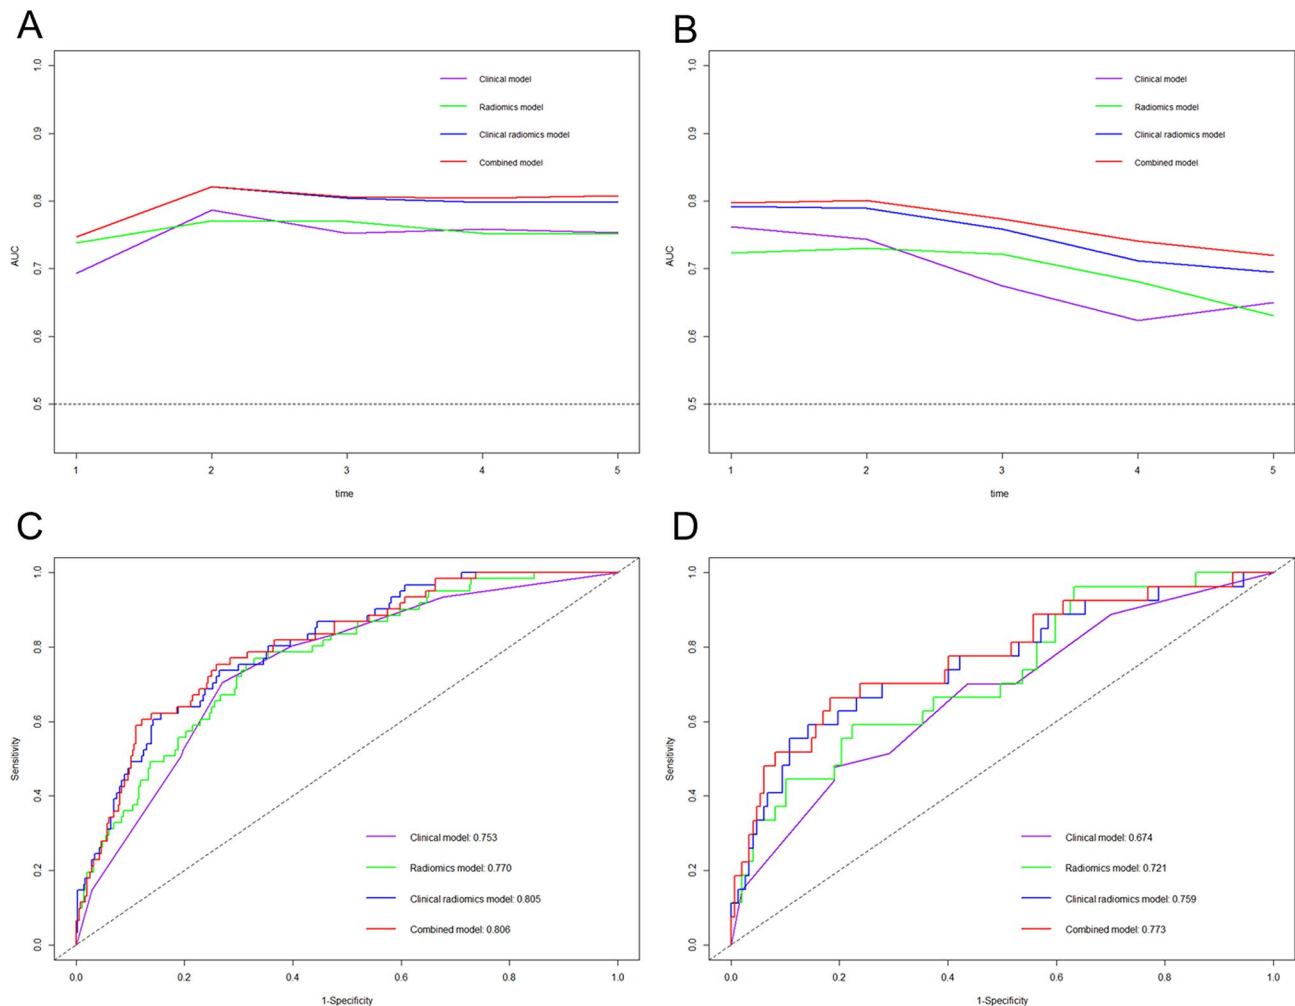 A
1.0
0.9
0.8
0.7
0.6
0.5
AUC
Clinical model
Radiomics model
Clinical radiomics model
Combined model
1 2 3 4 5
time
B
1.0
0.9
0.8
0.7
0.6
0.5
AUC
Clinical model
Radiomics model
Clinical radiomics model
Combined model
1 2 3 4 5
time
C
1.0
0.8
0.6
0.4
0.2
0.0
Sensitivity
Clinical model: 0.753
Radiomics model: 0.770
Clinical radiomics model: 0.805
Combined model: 0.806
0.0 0.2 0.4 0.6 0.8 1.0
1-Specificity
D
1.0
0.8
0.6
0.4
0.2
0.0
Sensitivity
Clinical model: 0.674
Radiomics model: 0.721
Clinical radiomics model: 0.759
Combined model: 0.773
0.0 0.2 0.4 0.6 0.8 1.0
1-Specificity